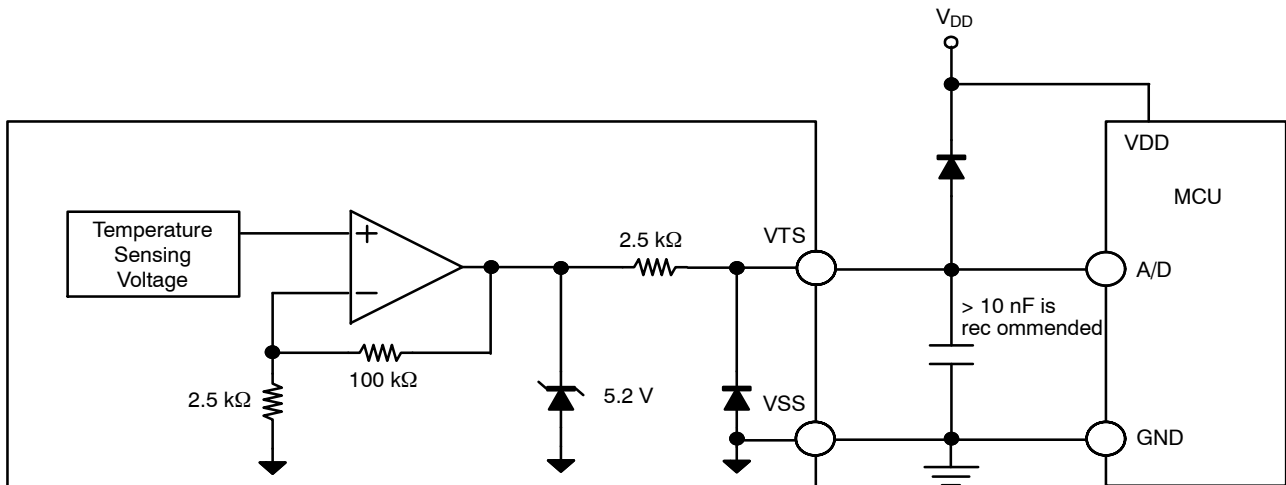 VDD
VDD
MCU
Temperature
Sensing
Voltage
+
−
2.5 kΩ
VTS
A/D
> 10 nF is
rec ommended
100 kΩ
2.5 kΩ
5.2 V
VSS
GND